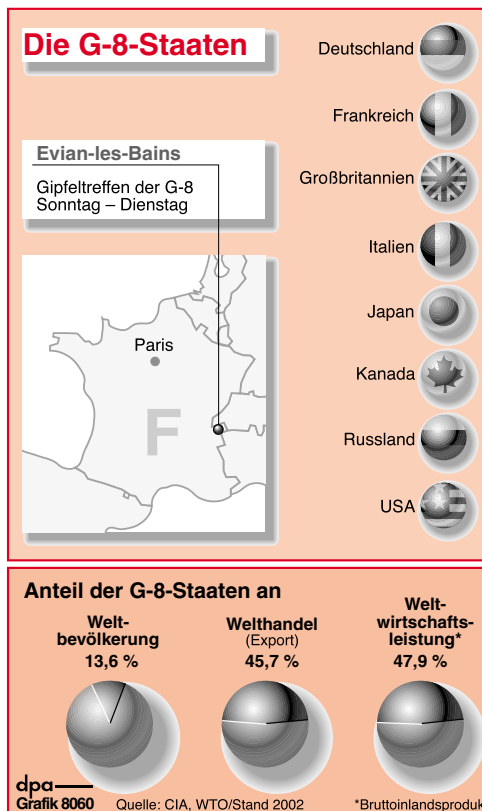 Die G-8-Staaten
Evian-les-Bains
Gipfeltreffen der G-8
Sonntag – Dienstag
Paris
F
Deutschland
Frankreich
Großbritannien
Italien
Japan
Kanada
Russland
USA
Anteil der G-8-Staaten an
Welt-
bevölkerung
13,6 %
Welthandel
(Export)
45,7 %
Welt-
wirtschafts-
leistung*
47,9 %
dpa
Grafik 8060
Quelle: CIA, WTO/Stand 2002
*Bruttoinlandsproduk